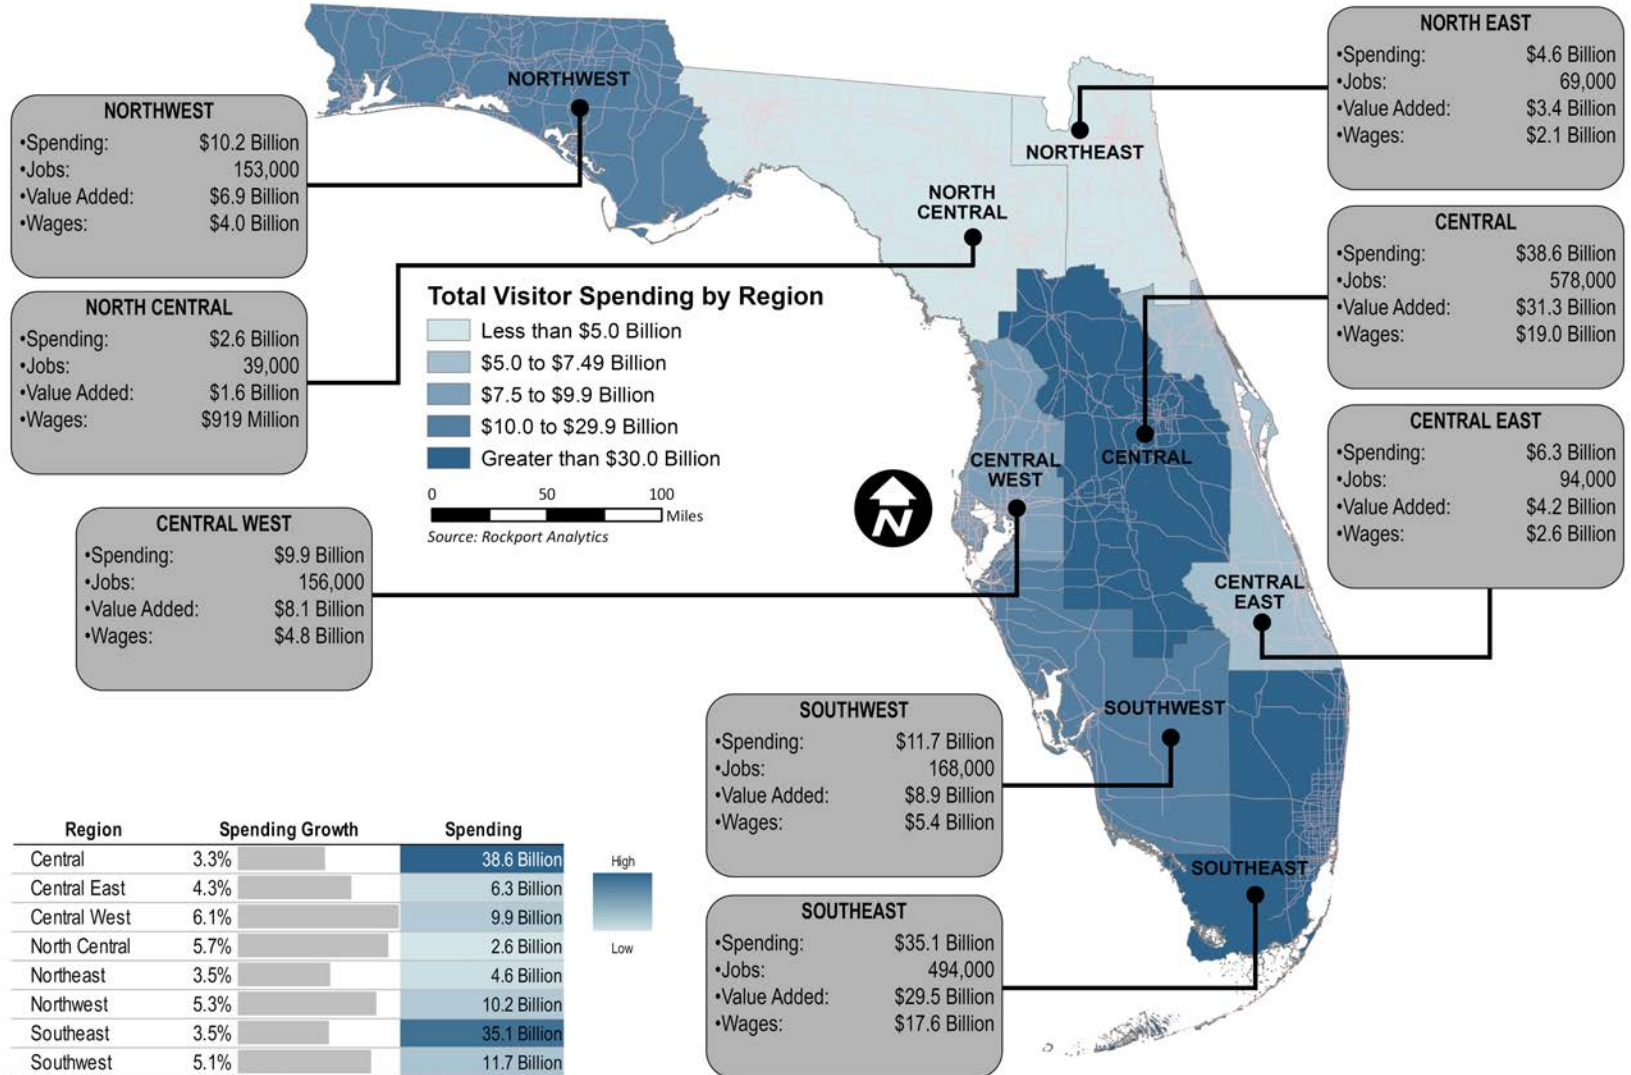 NORTHWEST
•Spending: $10.2 Billion
•Jobs: 153,000
•Value Added: $6.9 Billion
•Wages: $4.0 Billion
NORTH CENTRAL
•Spending: $2.6 Billion
•Jobs: 39,000
•Value Added: $1.6 Billion
•Wages: $919 Million
CENTRAL WEST
•Spending: $9.9 Billion
•Jobs: 156,000
•Value Added: $8.1 Billion
•Wages: $4.8 Billion
NORTH EAST
•Spending: $4.6 Billion
•Jobs: 69,000
•Value Added: $3.4 Billion
•Wages: $2.1 Billion
CENTRAL
•Spending: $38.6 Billion
•Jobs: 578,000
•Value Added: $31.3 Billion
•Wages: $19.0 Billion
CENTRAL EAST
•Spending: $6.3 Billion
•Jobs: 94,000
•Value Added: $4.2 Billion
•Wages: $2.6 Billion
SOUTHWEST
•Spending: $11.7 Billion
•Jobs: 168,000
•Value Added: $8.9 Billion
•Wages: $5.4 Billion
SOUTHEAST
•Spending: $35.1 Billion
•Jobs: 494,000
•Value Added: $29.5 Billion
•Wages: $17.6 Billion
NORTHWEST
NORTHEAST
NORTH
CENTRAL
CENTRAL
CENTRAL
WEST
CENTRAL
EAST
SOUTHWEST
SOUTHEAST
Total Visitor Spending by Region
Less than $5.0 Billion
$5.0 to $7.49 Billion
$7.5 to $9.9 Billion
$10.0 to $29.9 Billion
Greater than $30.0 Billion
0 50 100
Miles
Source: Rockport Analytics
N
Region Spending Growth Spending
Central 3.3% 38.6 Billion
Central East 4.3% 6.3 Billion
Central West 6.1% 9.9 Billion
North Central 5.7% 2.6 Billion
Northeast 3.5% 4.6 Billion
Northwest 5.3% 10.2 Billion
Southeast 3.5% 35.1 Billion
Southwest 5.1% 11.7 Billion
High
Low